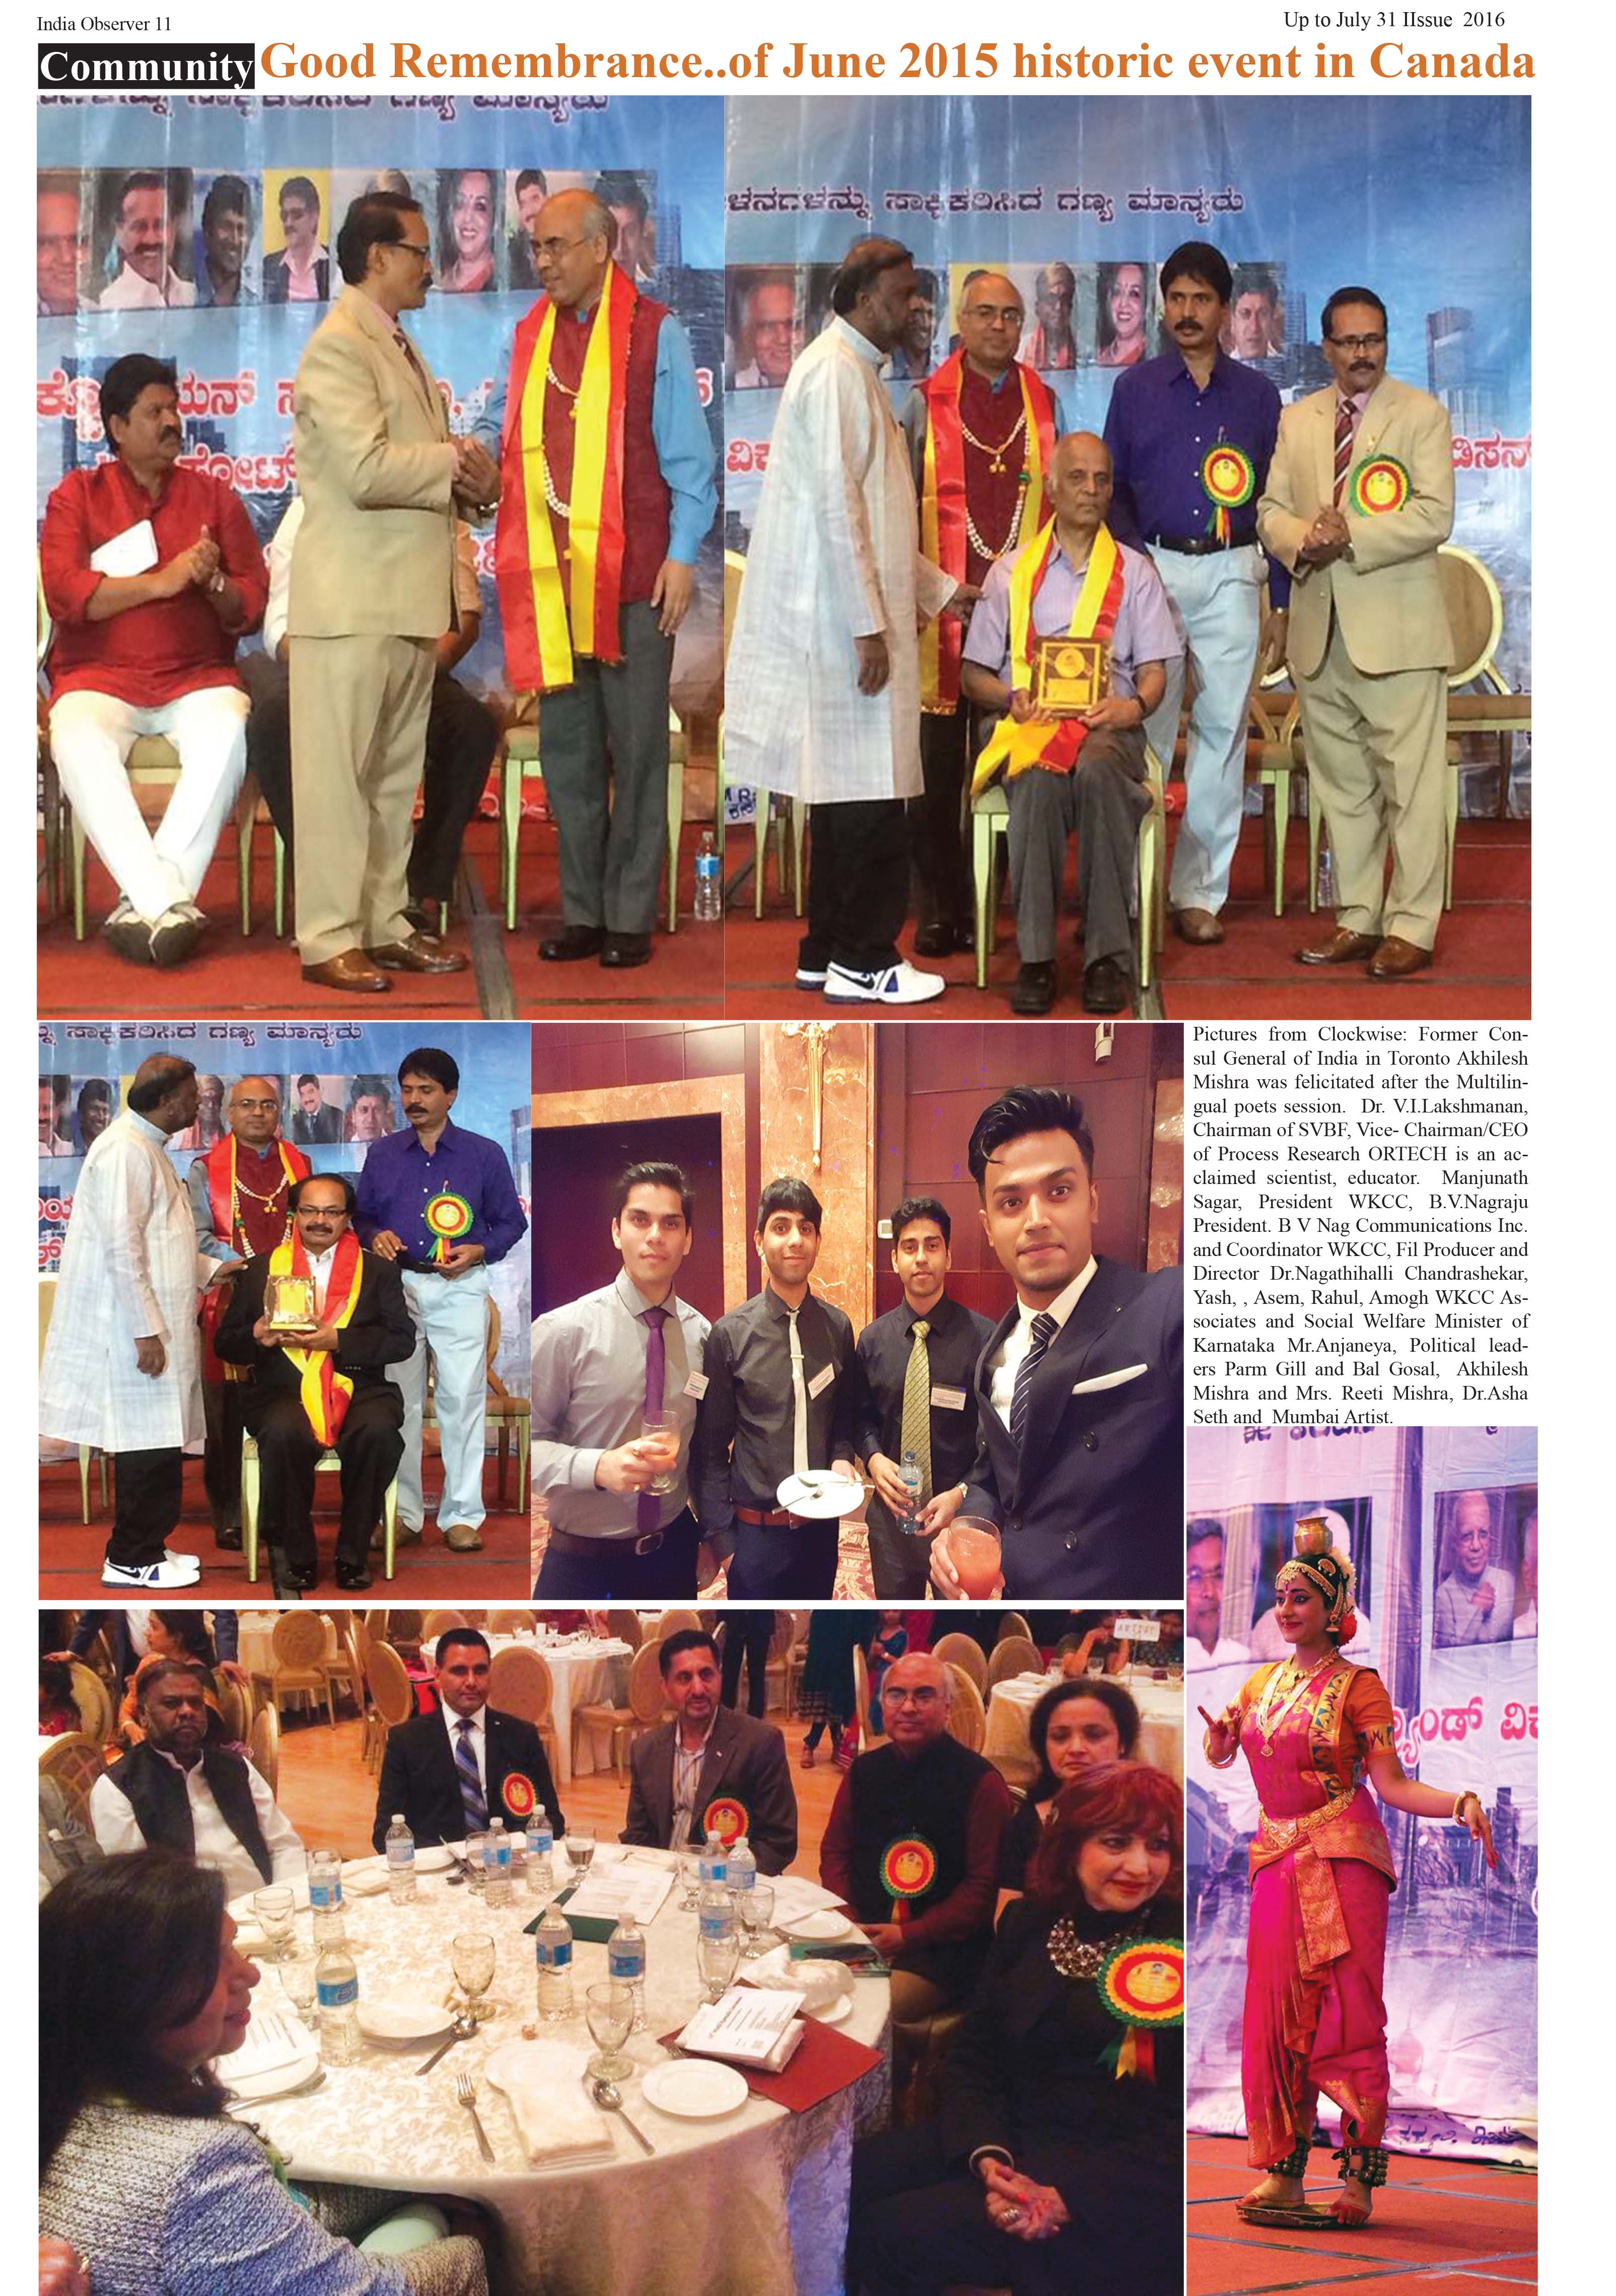 India Observer 11
Up to July 31 IIssue 2016
Community
Good Remembrance..of June 2015 historic event in Canada
ಸಾಕ್ಷಿಕರಿಸಿದ ಗಣ್ಯ ಮಾನ್ಯರು
ಳನಗಳನ್ನು ಸಾಕ್ಷಿಕರಿಸಿದ ಗಣ್ಯ ಮಾನ್ಯರು
ಡಿಸನ್
ಸಾಕ್ಷಿಕರಿಸಿದ ಗಣ್ಯ ಮಾನ್ಯರು
Pictures from Clockwise: Former Con-
sul General of India in Toronto Akhilesh
Mishra was felicitated after the Multilin-
gual poets session. Dr. V.I.Lakshmanan,
Chairman of SVBF, Vice- Chairman/CEO
of Process Research ORTECH is an ac-
claimed scientist, educator. Manjunath
Sagar, President WKCC, B.V.Nagraju
President. B V Nag Communications Inc.
and Coordinator WKCC, Fil Producer and
Director Dr.Nagathihalli Chandrashekar,
Yash, , Asem, Rahul, Amogh WKCC As-
sociates and Social Welfare Minister of
Karnataka Mr.Anjaneya, Political lead-
ers Parm Gill and Bal Gosal, Akhilesh
Mishra and Mrs. Reeti Mishra, Dr.Asha
Seth and Mumbai Artist.
ARTIST
್ಯಾಂಡ್ ವಿಕ